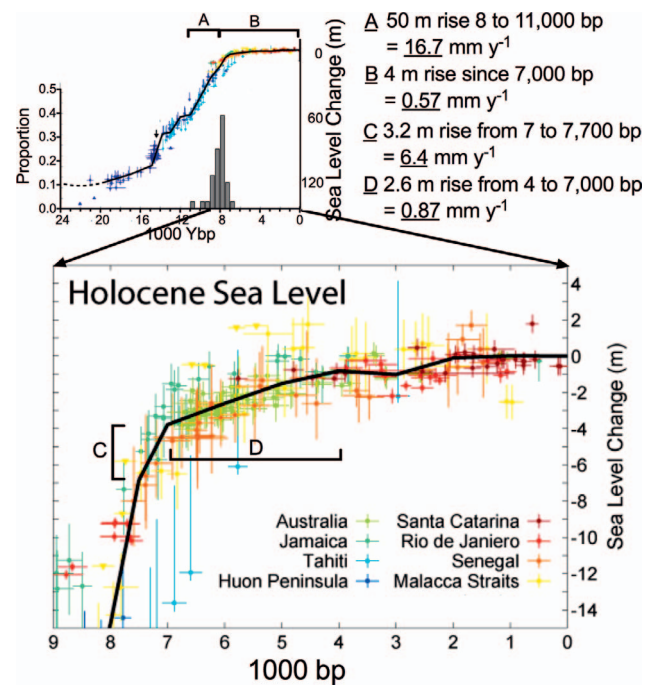 A
B
0
60
120
Sea Level Change (m)
0.5
0.4
0.3
0.2
0.1
0.0
Proportion
24 20 16 12 8 4 0
1000 Ybp
A 50 m rise 8 to 11,000 bp
= 16.7 mm y-1
B 4 m rise since 7,000 bp
= 0.57 mm y-1
C 3.2 m rise from 7 to 7,700 bp
= 6.4 mm y-1
D 2.6 m rise from 4 to 7,000 bp
= 0.87 mm y-1
Holocene Sea Level
C
D
Australia
Jamaica
Tahiti
Huon Peninsula
Santa Catarina
Rio de Janiero
Senegal
Malacca Straits
4
2
0
-2
-4
-6
-8
-10
-12
-14
Sea Level Change (m)
9 8 7 6 5 4 3 2 1 0
1000 bp